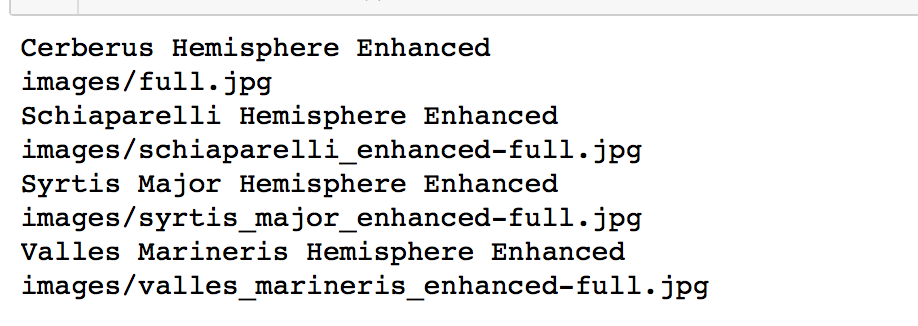 Cerberus Hemisphere Enhanced
images/full.jpg
Schiaparelli Hemisphere Enhanced
images/schiaparelli_enhanced-full.jpg
Syrtis Major Hemisphere Enhanced
images/syrtis_major_enhanced-full.jpg
Valles Marineris Hemisphere Enhanced
images/valles_marineris_enhanced-full.jpg